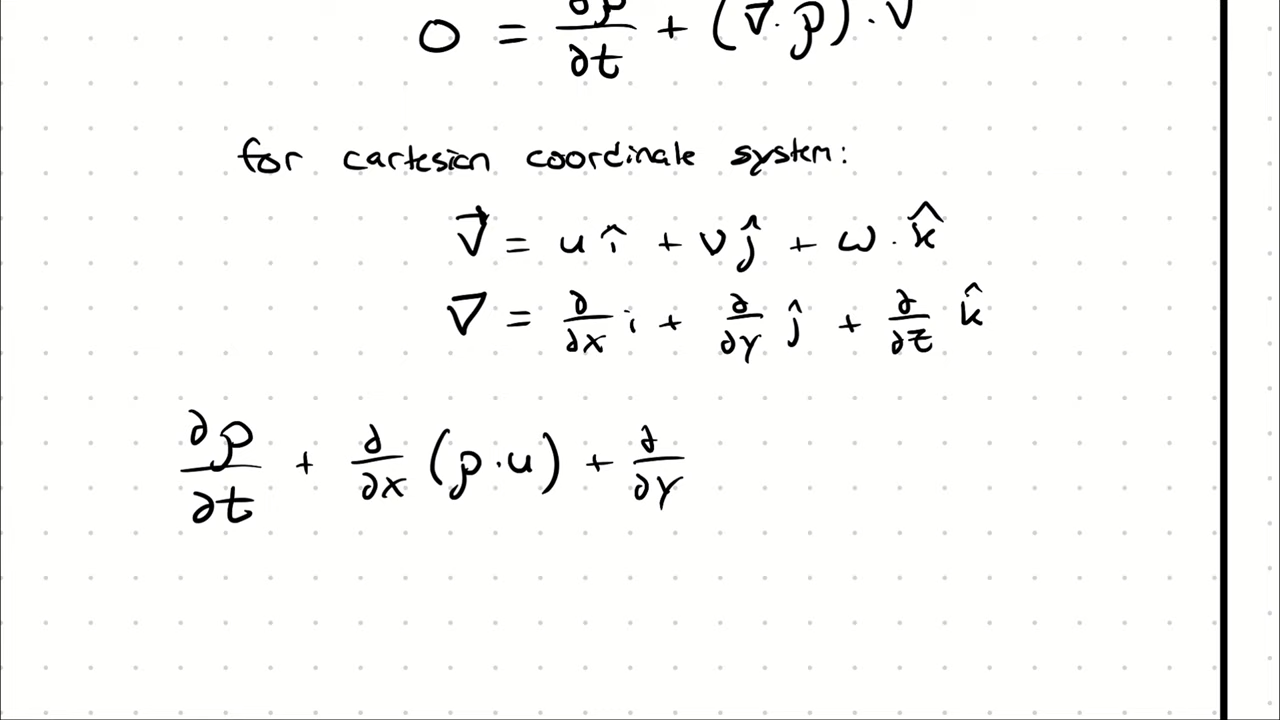 0 = ∂ρ/∂t + (∇·ρ)·V
for cartesian coordinate system:
V⃗ = u î + v ĵ + ω · k̂
∇ = ∂/∂x i + ∂/∂y ĵ + ∂/∂z k̂
∂ρ/∂t + ∂/∂x (ρ·u) + ∂/∂y